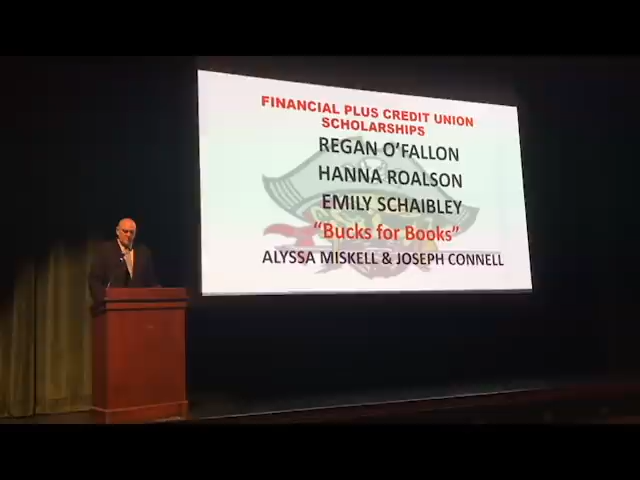 FINANCIAL PLUS CREDIT UNION
SCHOLARSHIPS
REGAN O'FALLON
HANNA ROALSON
EMILY SCHAIBLEY
"Bucks for Books"
ALYSSA MISKELL & JOSEPH CONNELL